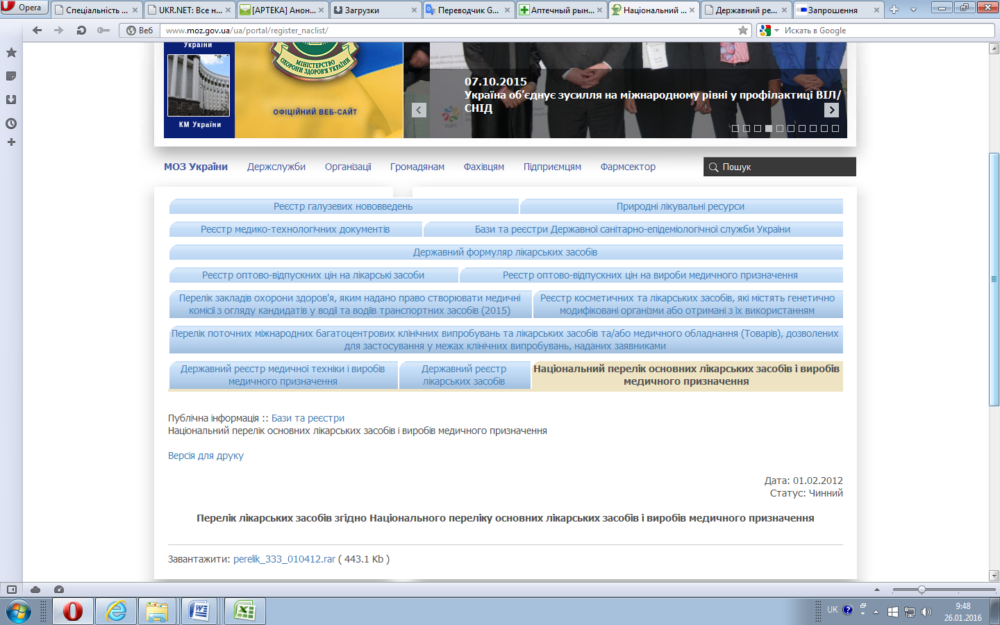 Opera
Спеціальність ...
UKR.NET: Все н...
[АРТЕКА] Анон...
Загрузки
Переводчик G...
Аптечный рын...
Національний ...
Державний ре...
Запрошення
Веб
www.moz.gov.ua/ua/portal/register_naclist/
Искать в Google
України
КМ України
МІНІСТЕРСТВО
ОХОРОНИ ЗДОРОВ'Я УКРАЇНИ
ОФІЦІЙНИЙ ВЕБ-САЙТ
07.10.2015
Україна об’єднує зусилля на міжнародному рівні у профілактиці ВІЛ/
СНІД
МОЗ України
Держслужби
Організації
Громадянам
Фахівцям
Підприємцям
Фармсектор
Пошук
Реєстр галузевих нововведень
Природні лікувальні ресурси
Реєстр медико-технологічних документів
Бази та реєстри Державної санітарно-епідеміологічної служби України
Державний формуляр лікарських засобів
Реєстр оптово-відпускних цін на лікарські засоби
Реєстр оптово-відпускних цін на вироби медичного призначення
Перелік закладів охорони здоров'я, яким надано право створювати медичні
комісії з огляду кандидатів у водії та водіїв транспортних засобів (2015)
Реєстр косметичних та лікарських засобів, які містять генетично
модифіковані організми або отримані з їх використанням
Перелік поточних міжнародних багатоцентрових клінічних випробувань та лікарських засобів та/або медичного обладнання (Товарів), дозволених
для застосування у межах клінічних випробувань, наданих заявниками
Державний реєстр медичної техніки і виробів
медичного призначення
Державний реєстр
лікарських засобів
Національний перелік основних лікарських засобів і виробів
медичного призначення
Публічна інформація :: Бази та реєстри
Національний перелік основних лікарських засобів і виробів медичного призначення
Версія для друку
Дата: 01.02.2012
Статус: Чинний
Перелік лікарських засобів згідно Національного переліку основних лікарських засобів і виробів медичного призначення
Завантажити: perelik_333_010412.rar ( 443.1 Kb )
UK
9:48
26.01.2016